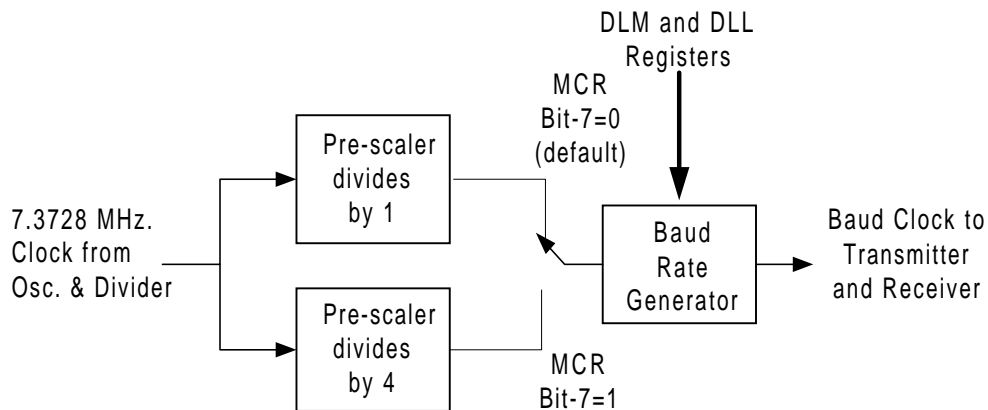 DLM and DLL
Registers
MCR
Bit-7=0
(default)
Pre-scaler
divides
by 1
7.3728 MHz.
Clock from
Osc. & Divider
Baud
Rate
Generator
Baud Clock to
Transmitter
and Receiver
Pre-scaler
divides
by 4
MCR
Bit-7=1